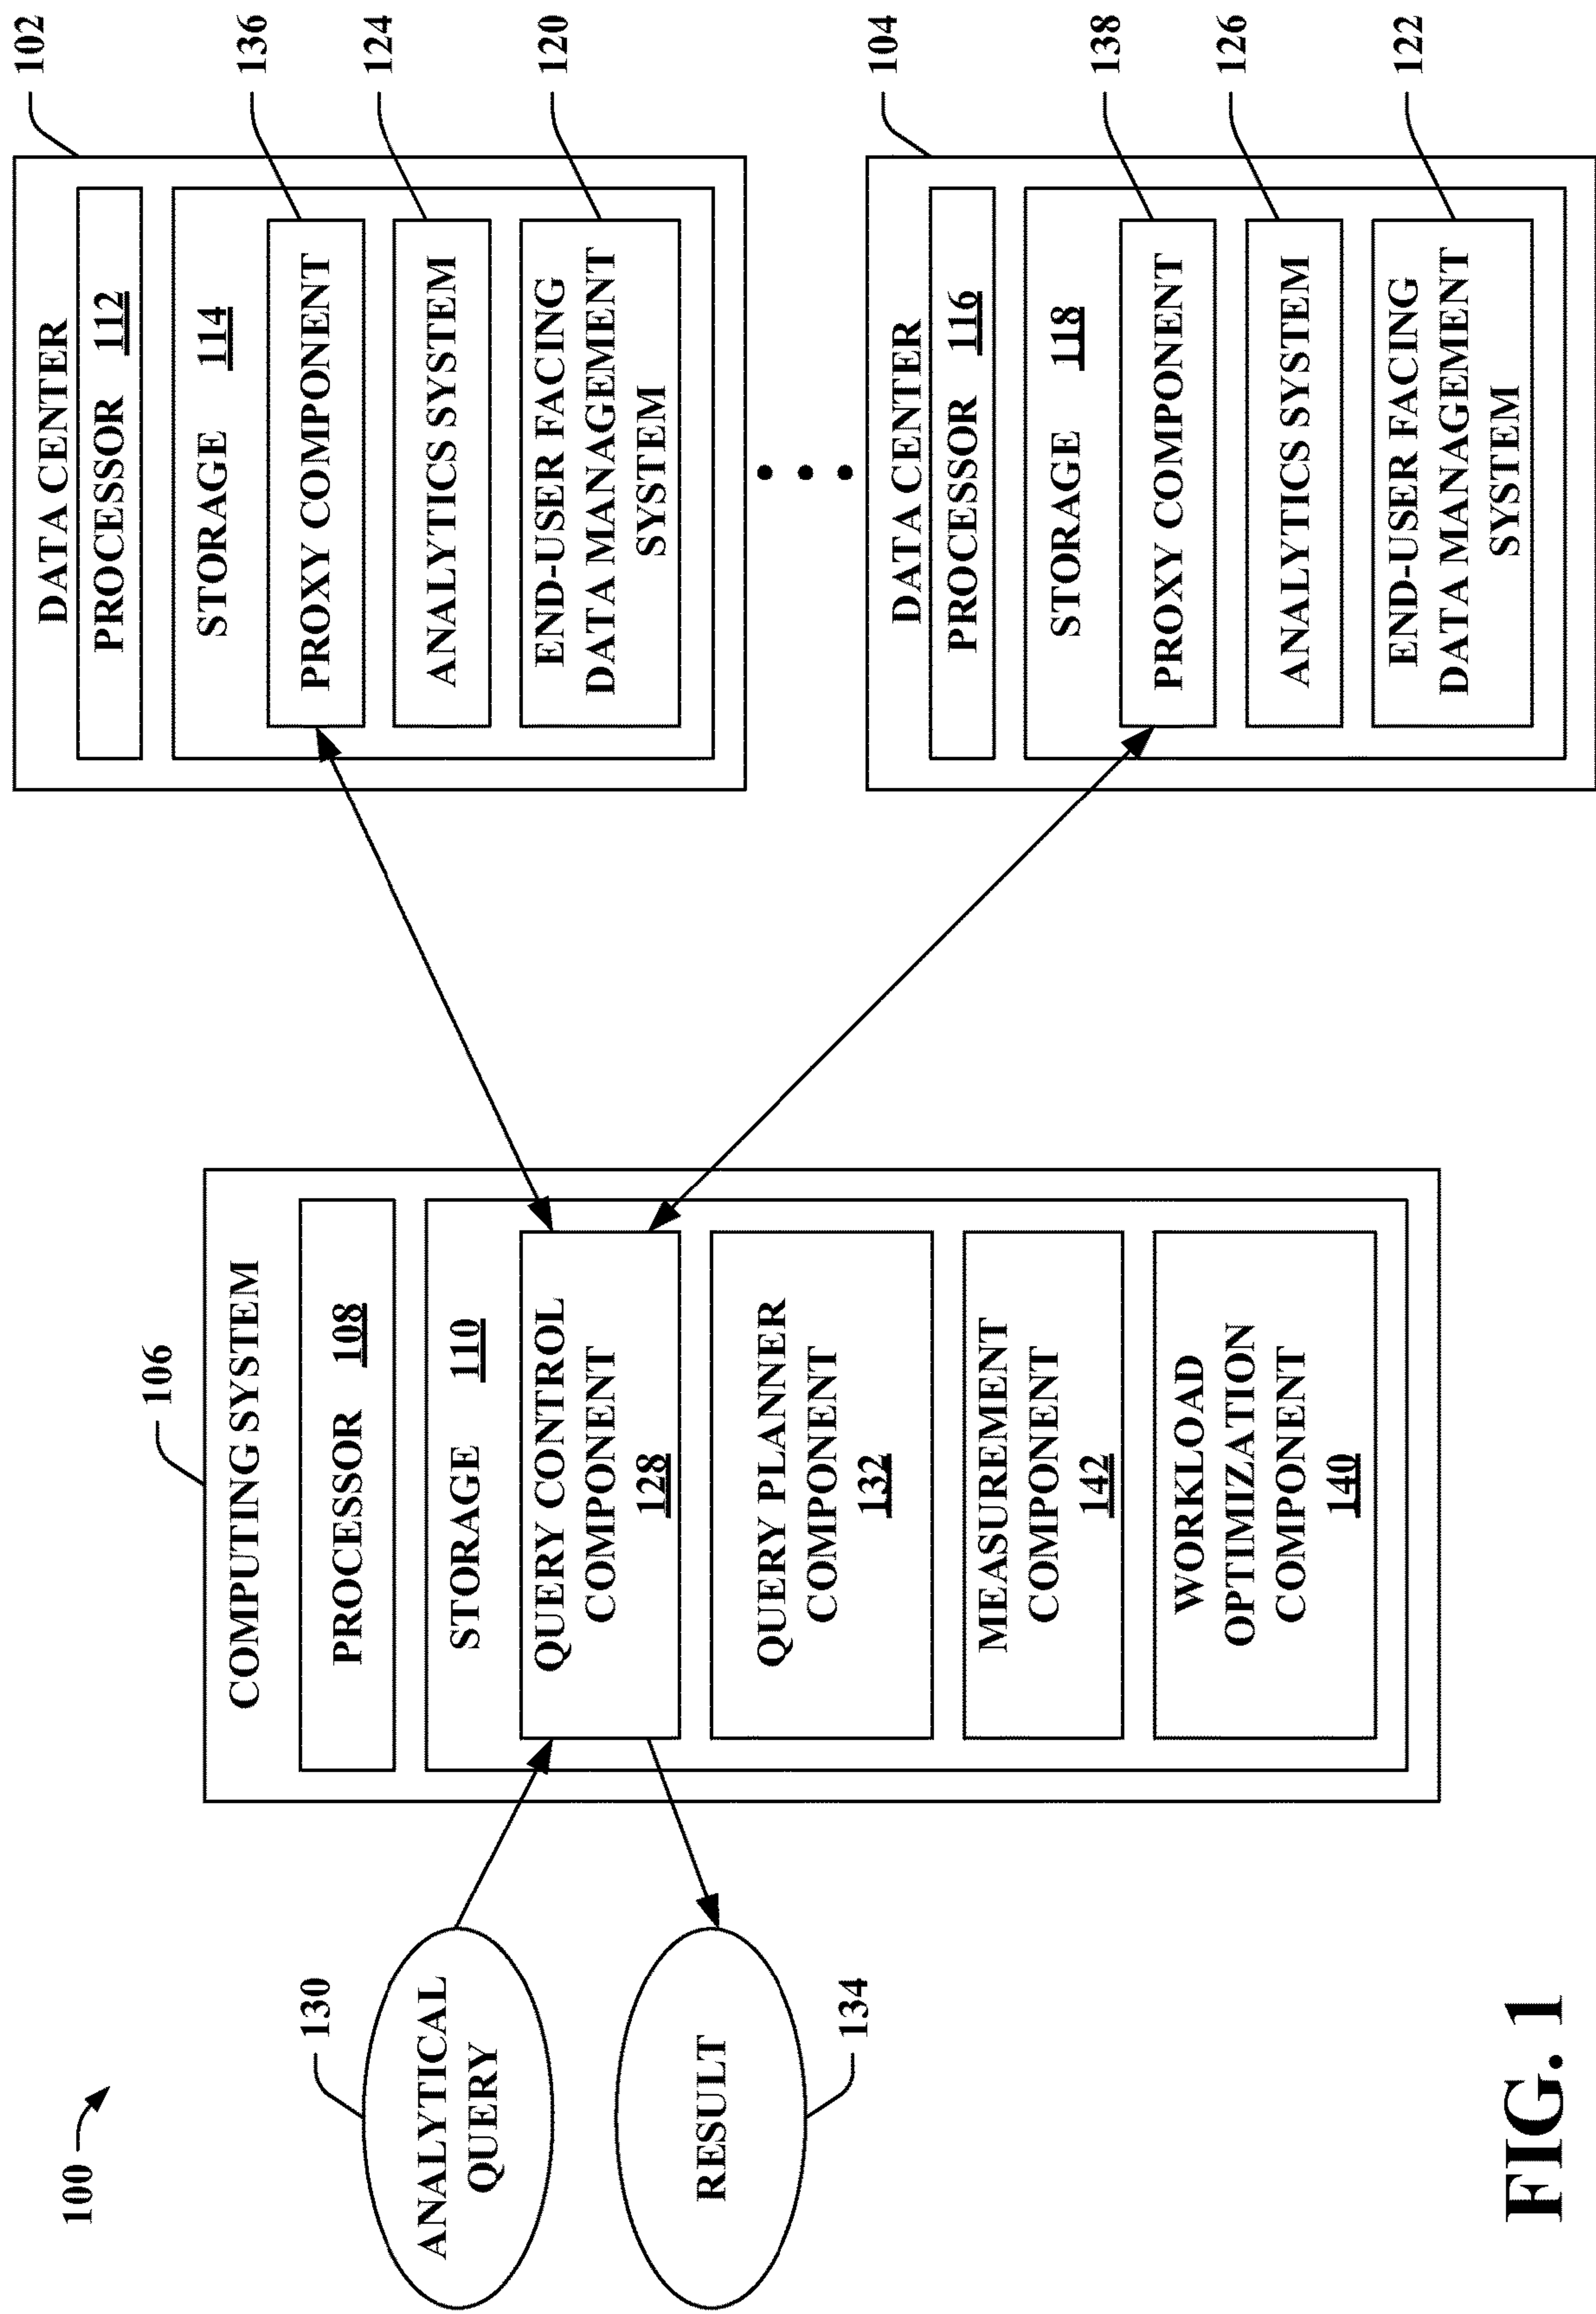 100
130
ANALYTICAL
QUERY
RESULT
134
106
COMPUTING SYSTEM
PROCESSOR 108
STORAGE 110
QUERY CONTROL
COMPONENT
128
QUERY PLANNER
COMPONENT
132
MEASUREMENT
COMPONENT
142
WORKLOAD
OPTIMIZATION
COMPONENT
140
102
DATA CENTER
PROCESSOR 112
STORAGE 114
136
PROXY COMPONENT
124
ANALYTICS SYSTEM
120
END-USER FACING
DATA MANAGEMENT
SYSTEM
104
DATA CENTER
PROCESSOR 116
STORAGE 118
138
PROXY COMPONENT
126
ANALYTICS SYSTEM
122
END-USER FACING
DATA MANAGEMENT
SYSTEM
FIG. 1